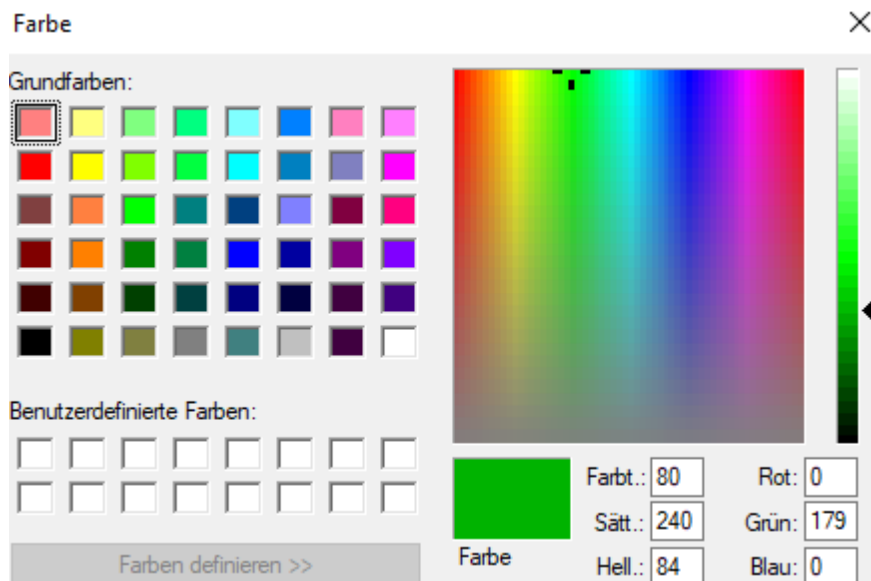 Farbe
Grundfarben:
Benutzerdefinierte Farben:
Farben definieren >>
Farbe
Farbt.: 80
Sätt.: 240
Hell.: 84
Rot: 0
Grün: 179
Blau: 0